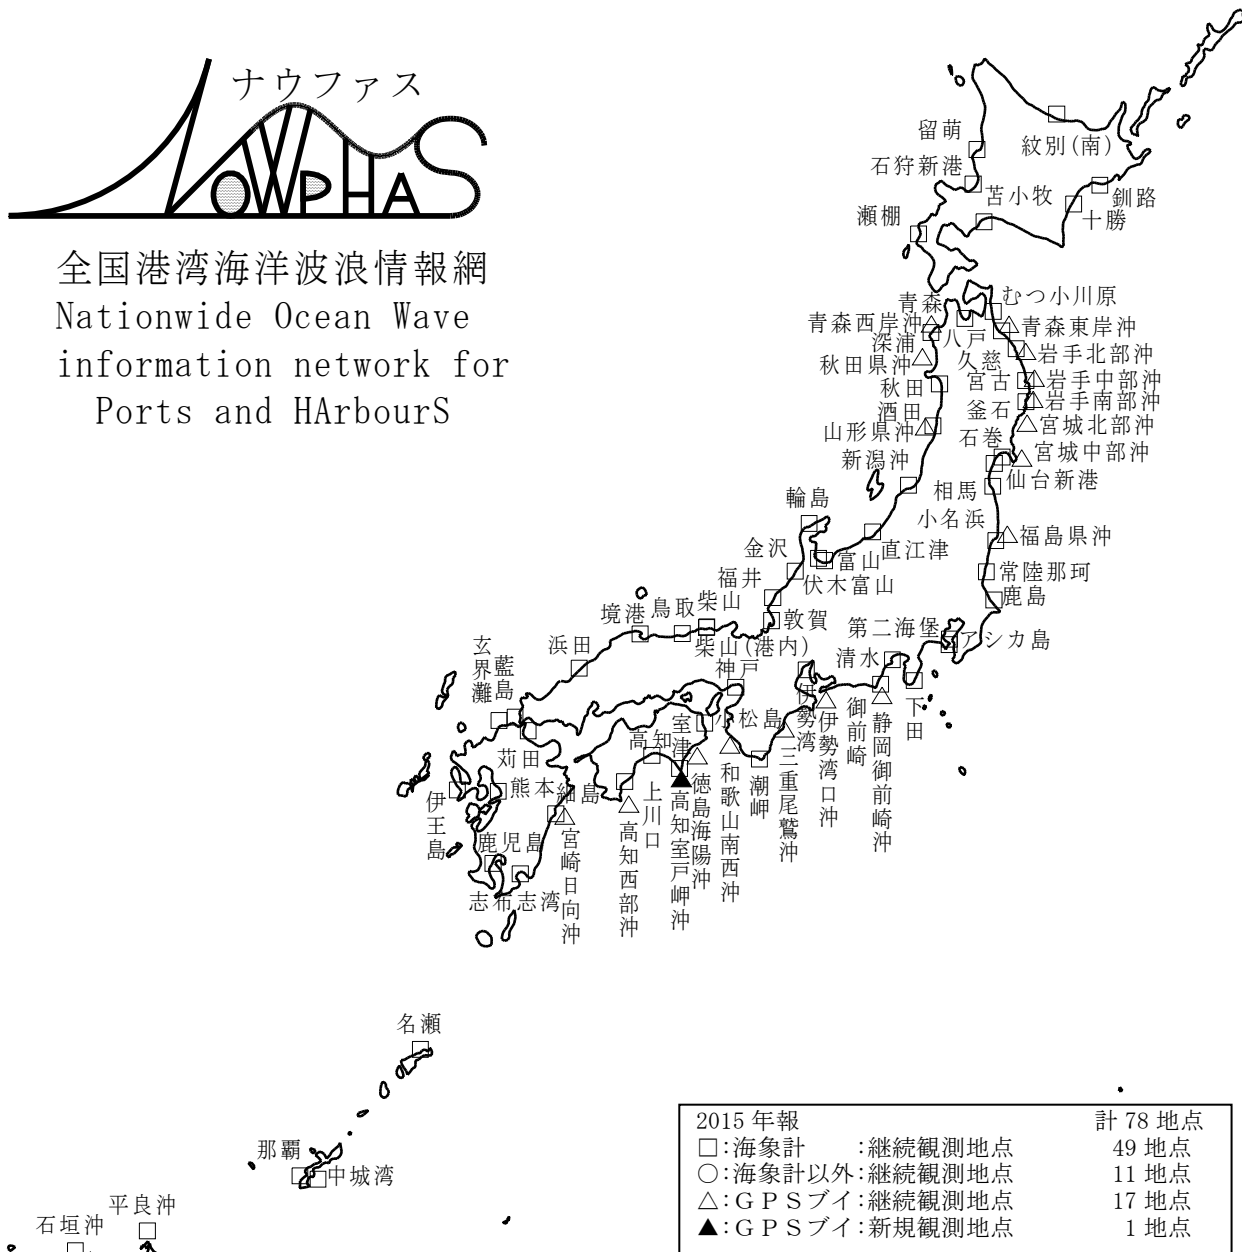 ナウファス
NOWPHAS
全国港湾海洋波浪情報網
Nationwide Ocean Wave
information network for
Ports and HArbourS
留萌
紋別(南)
石狩新港
苫小牧
釧路
十勝
瀬棚
青森
むつ小川原
青森西岸沖
八戸
青森東岸沖
深浦
久慈
岩手北部沖
秋田県沖
秋田
宮古
岩手中部沖
酒田
釜石
岩手南部沖
山形県沖
石巻
宮城北部沖
新潟沖
宮城中部沖
仙台新港
相馬
輪島
小名浜
福島県沖
金沢
直江津
富山
伏木富山
常陸那珂
福井
鹿島
境港
鳥取
柴山
敦賀
第二海堡
アシカ島
柴山(港内)
清水
浜田
神戸
玄界灘
藍島
伊勢湾
下田
御前崎
静岡御前崎沖
伊勢湾口沖
三重尾鷲沖
小松島
室津
高知
潮岬
和歌山南西沖
徳島海陽沖
高知室戸岬沖
上川口
高知西部沖
苅田
熊本
細島
伊王島
宮崎日向沖
鹿児島
志布志湾
名瀬
那覇
中城湾
平良沖
石垣沖
2015 年報 計 78 地点
□:海象計 :継続観測地点 49 地点
○:海象計以外:継続観測地点 11 地点
△:ＧＰＳブイ:継続観測地点 17 地点
▲:ＧＰＳブイ:新規観測地点 1 地点